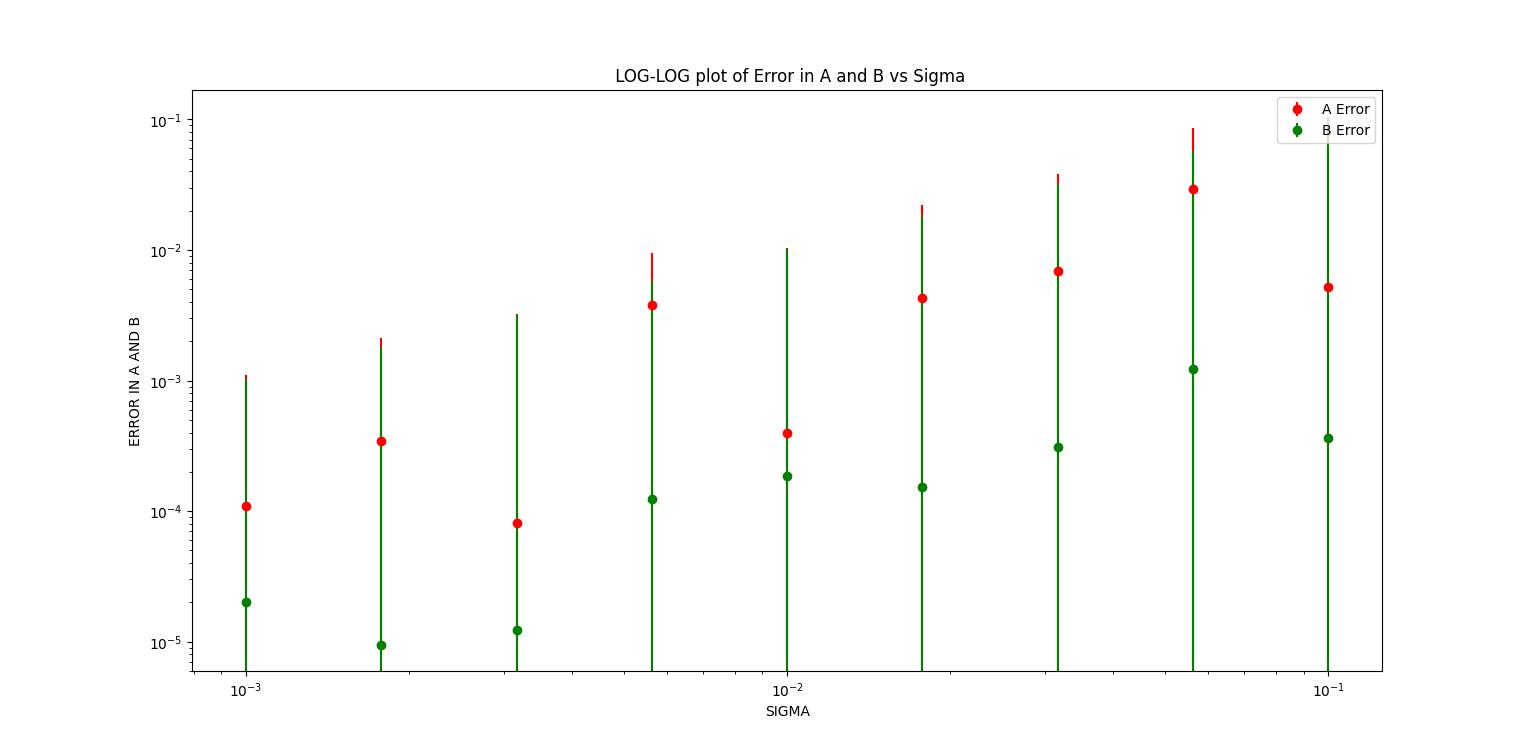 LOG-LOG plot of Error in A and B vs Sigma
A Error
B Error
10⁻¹
10⁻²
10⁻³
10⁻⁴
10⁻⁵
ERROR IN A AND B
10⁻³
10⁻²
10⁻¹
SIGMA